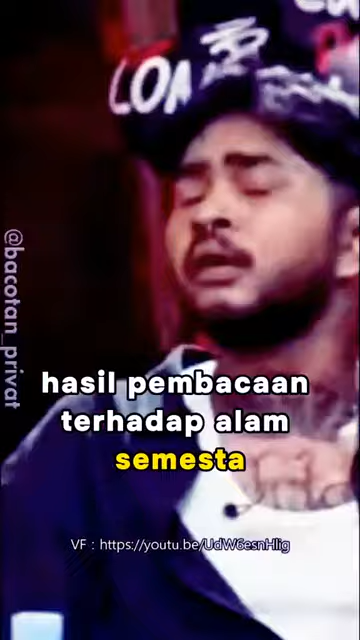 @bacotan_privat
hasil pembacaan
terhadap alam
semesta
VF : https://youtu.be/UdW6esnHlig